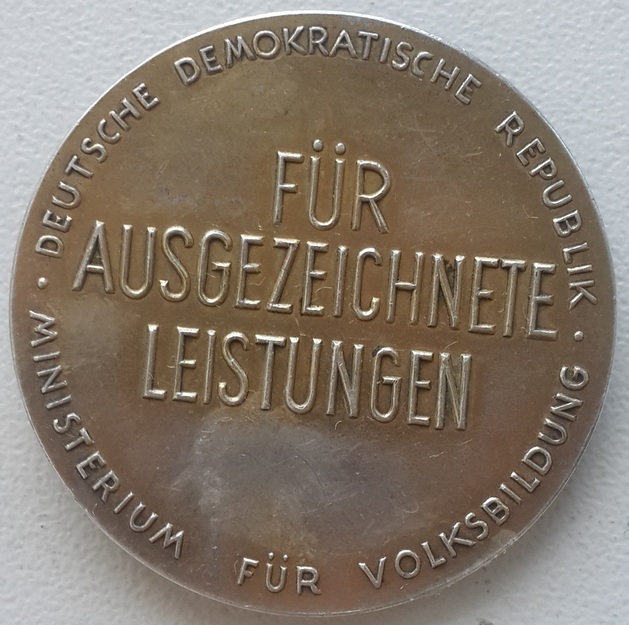 DEUTSCHE DEMOKRATISCHE REPUBLIK
FÜR
AUSGEZEICHNETE
LEISTUNGEN
· MINISTERIUM FÜR VOLKSBILDUNG ·